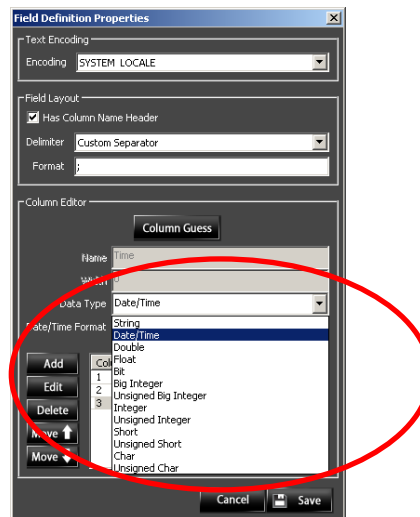 Field Definition Properties
Text Encoding
Encoding SYSTEM LOCALE
Field Layout
Has Column Name Header
Delimiter Custom Separator
Format ;
Column Editor
Column Guess
Name Time
Width 0
Data Type Date/Time
Date/Time Format
String
Date/Time
Double
Float
Bit
Big Integer
Unsigned Big Integer
Integer
Unsigned Integer
Short
Unsigned Short
Char
Unsigned Char
Add
Edit
Delete
Move
Move
Col
1
2
3
Cancel
Save